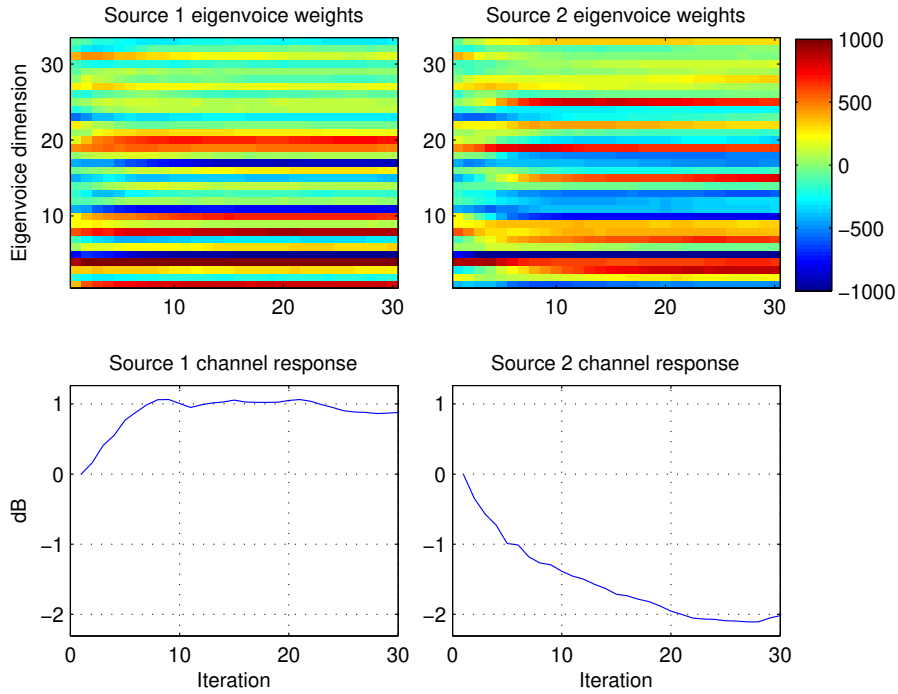 Source 1 eigenvoice weights
Source 2 eigenvoice weights
Eigenvoice dimension
30
20
10
10 20 30
30
20
10
10 20 30
1000
500
0
−500
−1000
Source 1 channel response
Source 2 channel response
dB
1
0
−1
−2
0 10 20 30
Iteration
1
0
−1
−2
0 10 20 30
Iteration